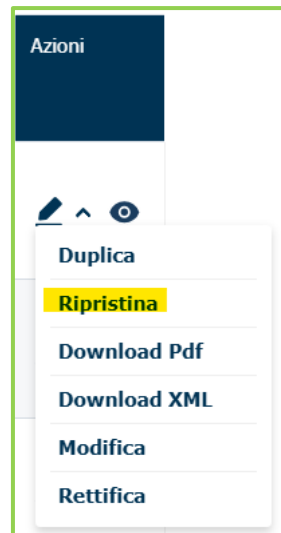 Azioni
Duplica
Ripristina
Download Pdf
Download XML
Modifica
Rettifica